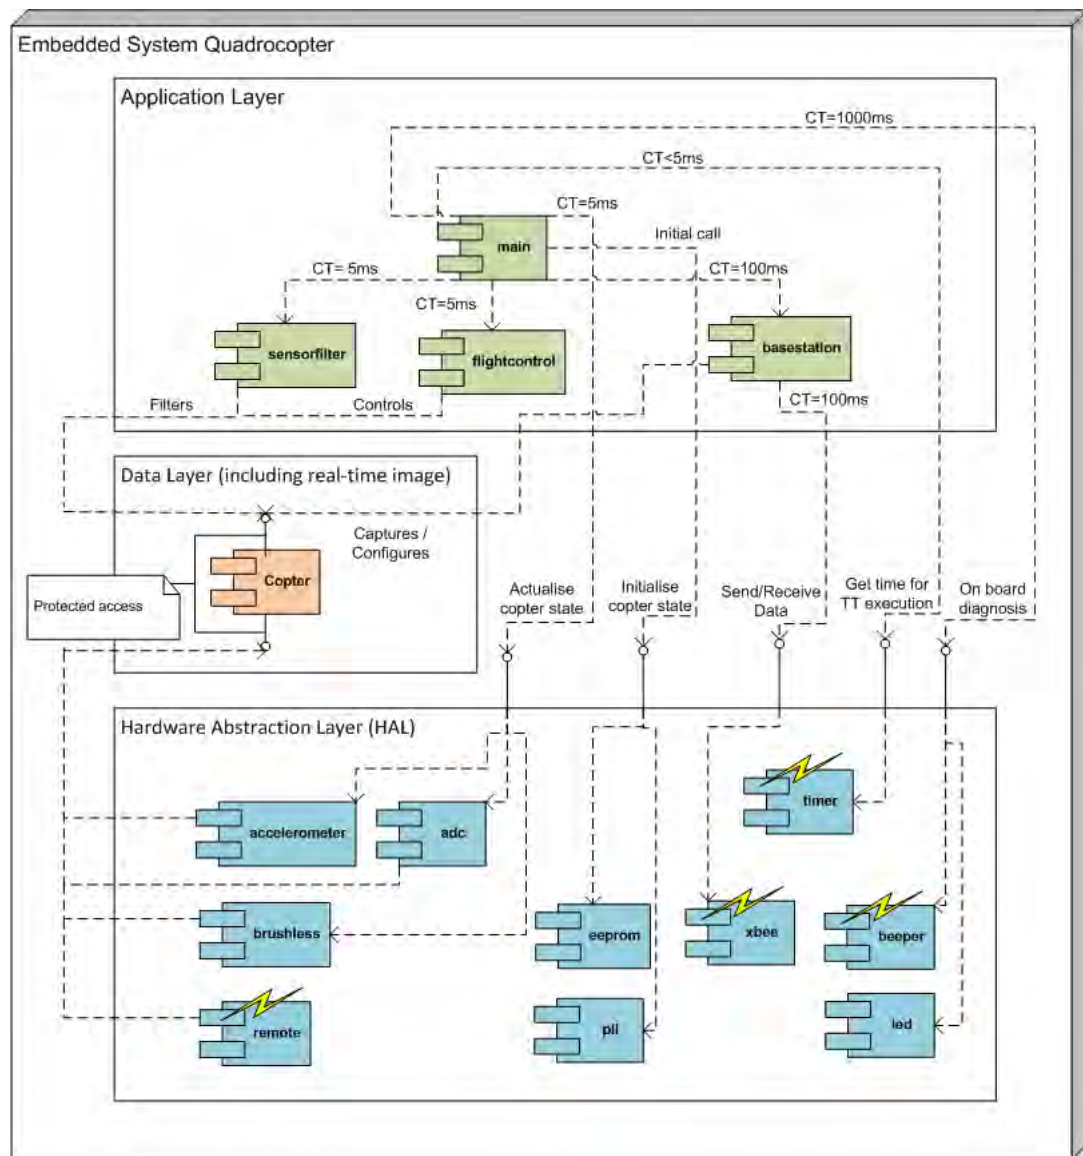 Embedded System Quadrocopter
Application Layer
CT=1000ms
CT<5ms
CT=5ms
main
Initial call
CT= 5ms
CT=5ms
CT=100ms
sensorfilter
flightcontrol
basestation
Filters
Controls
CT=100ms
Data Layer (including real-time image)
Captures /
Configures
Copter
Protected access
Actualise
copter state
Initialise
copter state
Send/Receive
Data
Get time for
TT execution
On board
diagnosis
Hardware Abstraction Layer (HAL)
timer
accelerometer
adc
brushless
eeprom
xbee
beeper
remote
pll
led